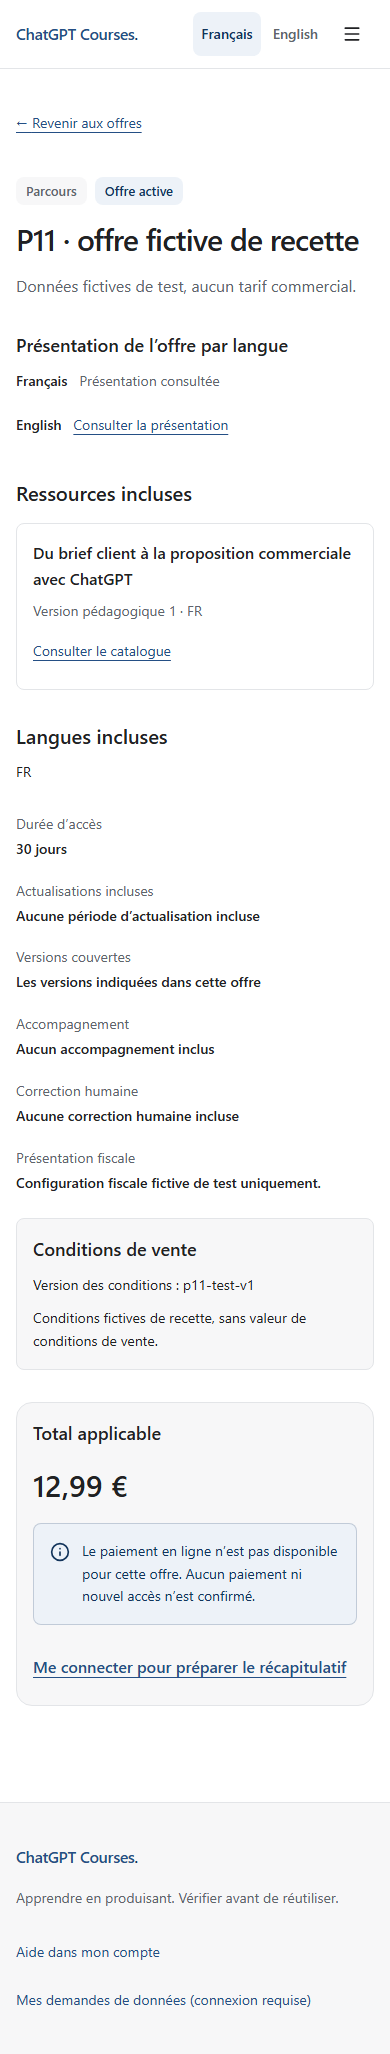 ChatGPT Courses.
Français English
← Revenir aux offres
Parcours Offre active
P11 · offre fictive de recette
Données fictives de test, aucun tarif commercial.
Présentation de l’offre par langue
Français Présentation consultée
English Consulter la présentation
Ressources incluses
Du brief client à la proposition commerciale
avec ChatGPT
Version pédagogique 1 · FR
Consulter le catalogue
Langues incluses
FR
Durée d’accès
30 jours
Actualisations incluses
Aucune période d’actualisation incluse
Versions couvertes
Les versions indiquées dans cette offre
Accompagnement
Aucun accompagnement inclus
Correction humaine
Aucune correction humaine incluse
Présentation fiscale
Configuration fiscale fictive de test uniquement.
Conditions de vente
Version des conditions : p11-test-v1
Conditions fictives de recette, sans valeur de
conditions de vente.
Total applicable
12,99 €
Le paiement en ligne n’est pas disponible
pour cette offre. Aucun paiement ni
nouvel accès n’est confirmé.
Me connecter pour préparer le récapitulatif
ChatGPT Courses.
Apprendre en produisant. Vérifier avant de réutiliser.
Aide dans mon compte
Mes demandes de données (connexion requise)